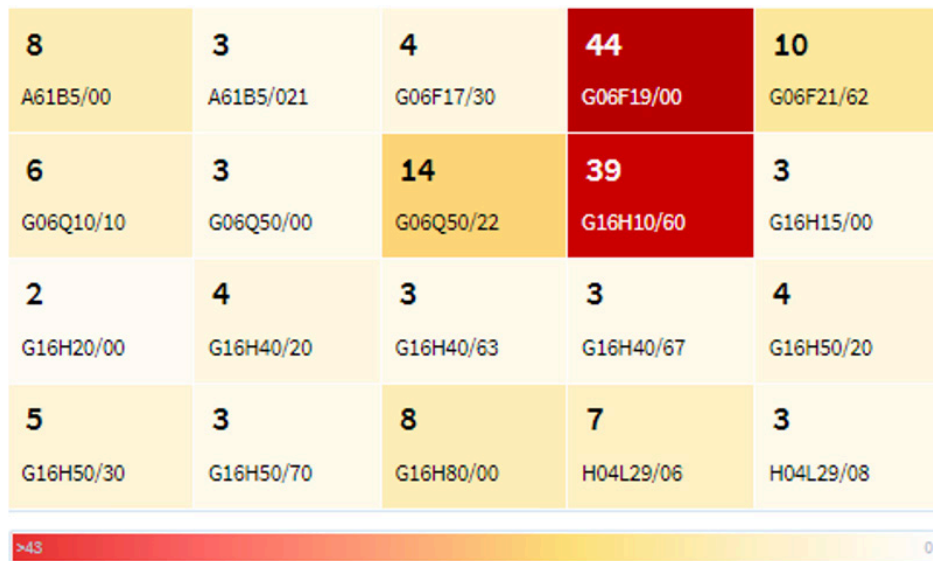 8 3 4 44 10
A61B5/00 A61B5/021 G06F17/30 G06F19/00 G06F21/62
6 3 14 39 3
G06Q10/10 G06Q50/00 G06Q50/22 G16H10/60 G16H15/00
2 4 3 3 4
G16H20/00 G16H40/20 G16H40/63 G16H40/67 G16H50/20
5 3 8 7 3
G16H50/30 G16H50/70 G16H80/00 H04L29/06 H04L29/08
>43 0